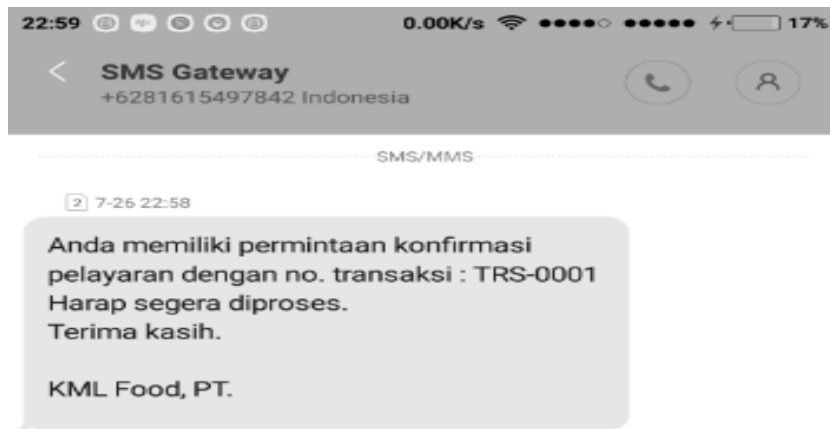 22:59 0.00K/s 17%
SMS Gateway
+6281615497842 Indonesia
SMS/MMS
2 7-26 22:58
Anda memiliki permintaan konfirmasi
pelayaran dengan no. transaksi : TRS-0001
Harap segera diproses.
Terima kasih.
KML Food, PT.